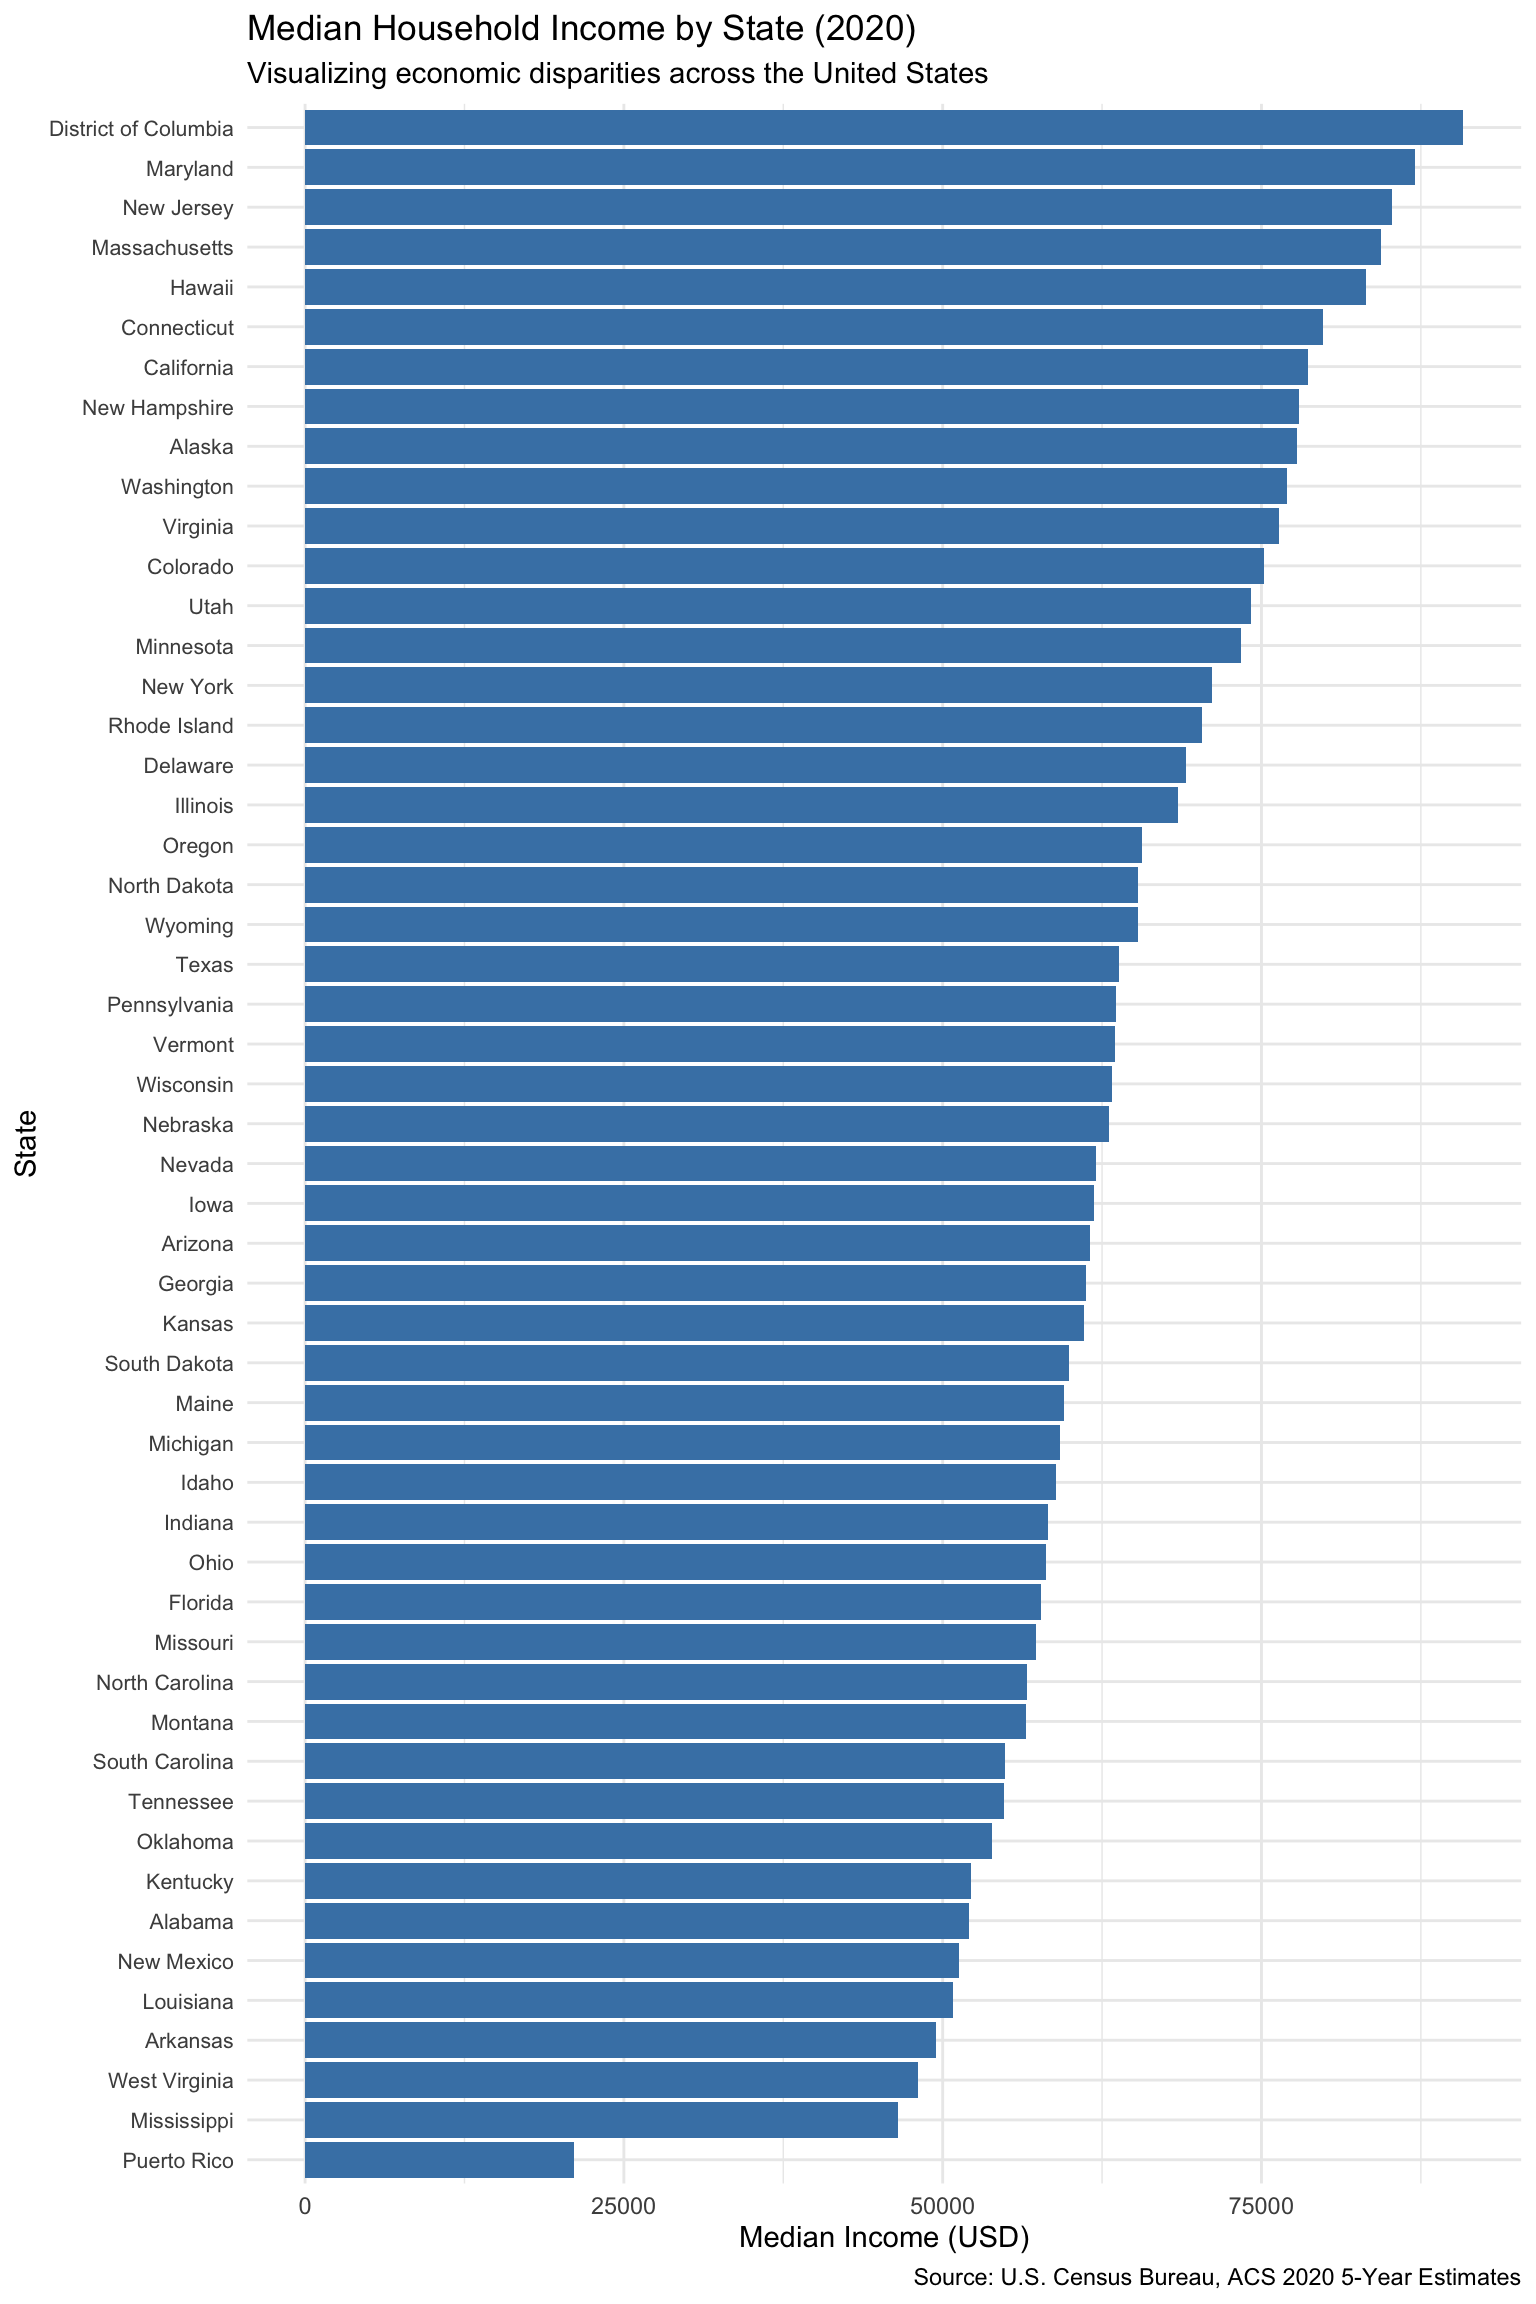 Median Household Income by State (2020)
Visualizing economic disparities across the United States
District of Columbia
Maryland
New Jersey
Massachusetts
Hawaii
Connecticut
California
New Hampshire
Alaska
Washington
Virginia
Colorado
Utah
Minnesota
New York
Rhode Island
Delaware
Illinois
Oregon
North Dakota
Wyoming
Texas
Pennsylvania
Vermont
Wisconsin
Nebraska
Nevada
Iowa
Arizona
Georgia
Kansas
South Dakota
Maine
Michigan
Idaho
Indiana
Ohio
Florida
Missouri
North Carolina
Montana
South Carolina
Tennessee
Oklahoma
Kentucky
Alabama
New Mexico
Louisiana
Arkansas
West Virginia
Mississippi
Puerto Rico
State
0 25000 50000 75000
Median Income (USD)
Source: U.S. Census Bureau, ACS 2020 5-Year Estimates